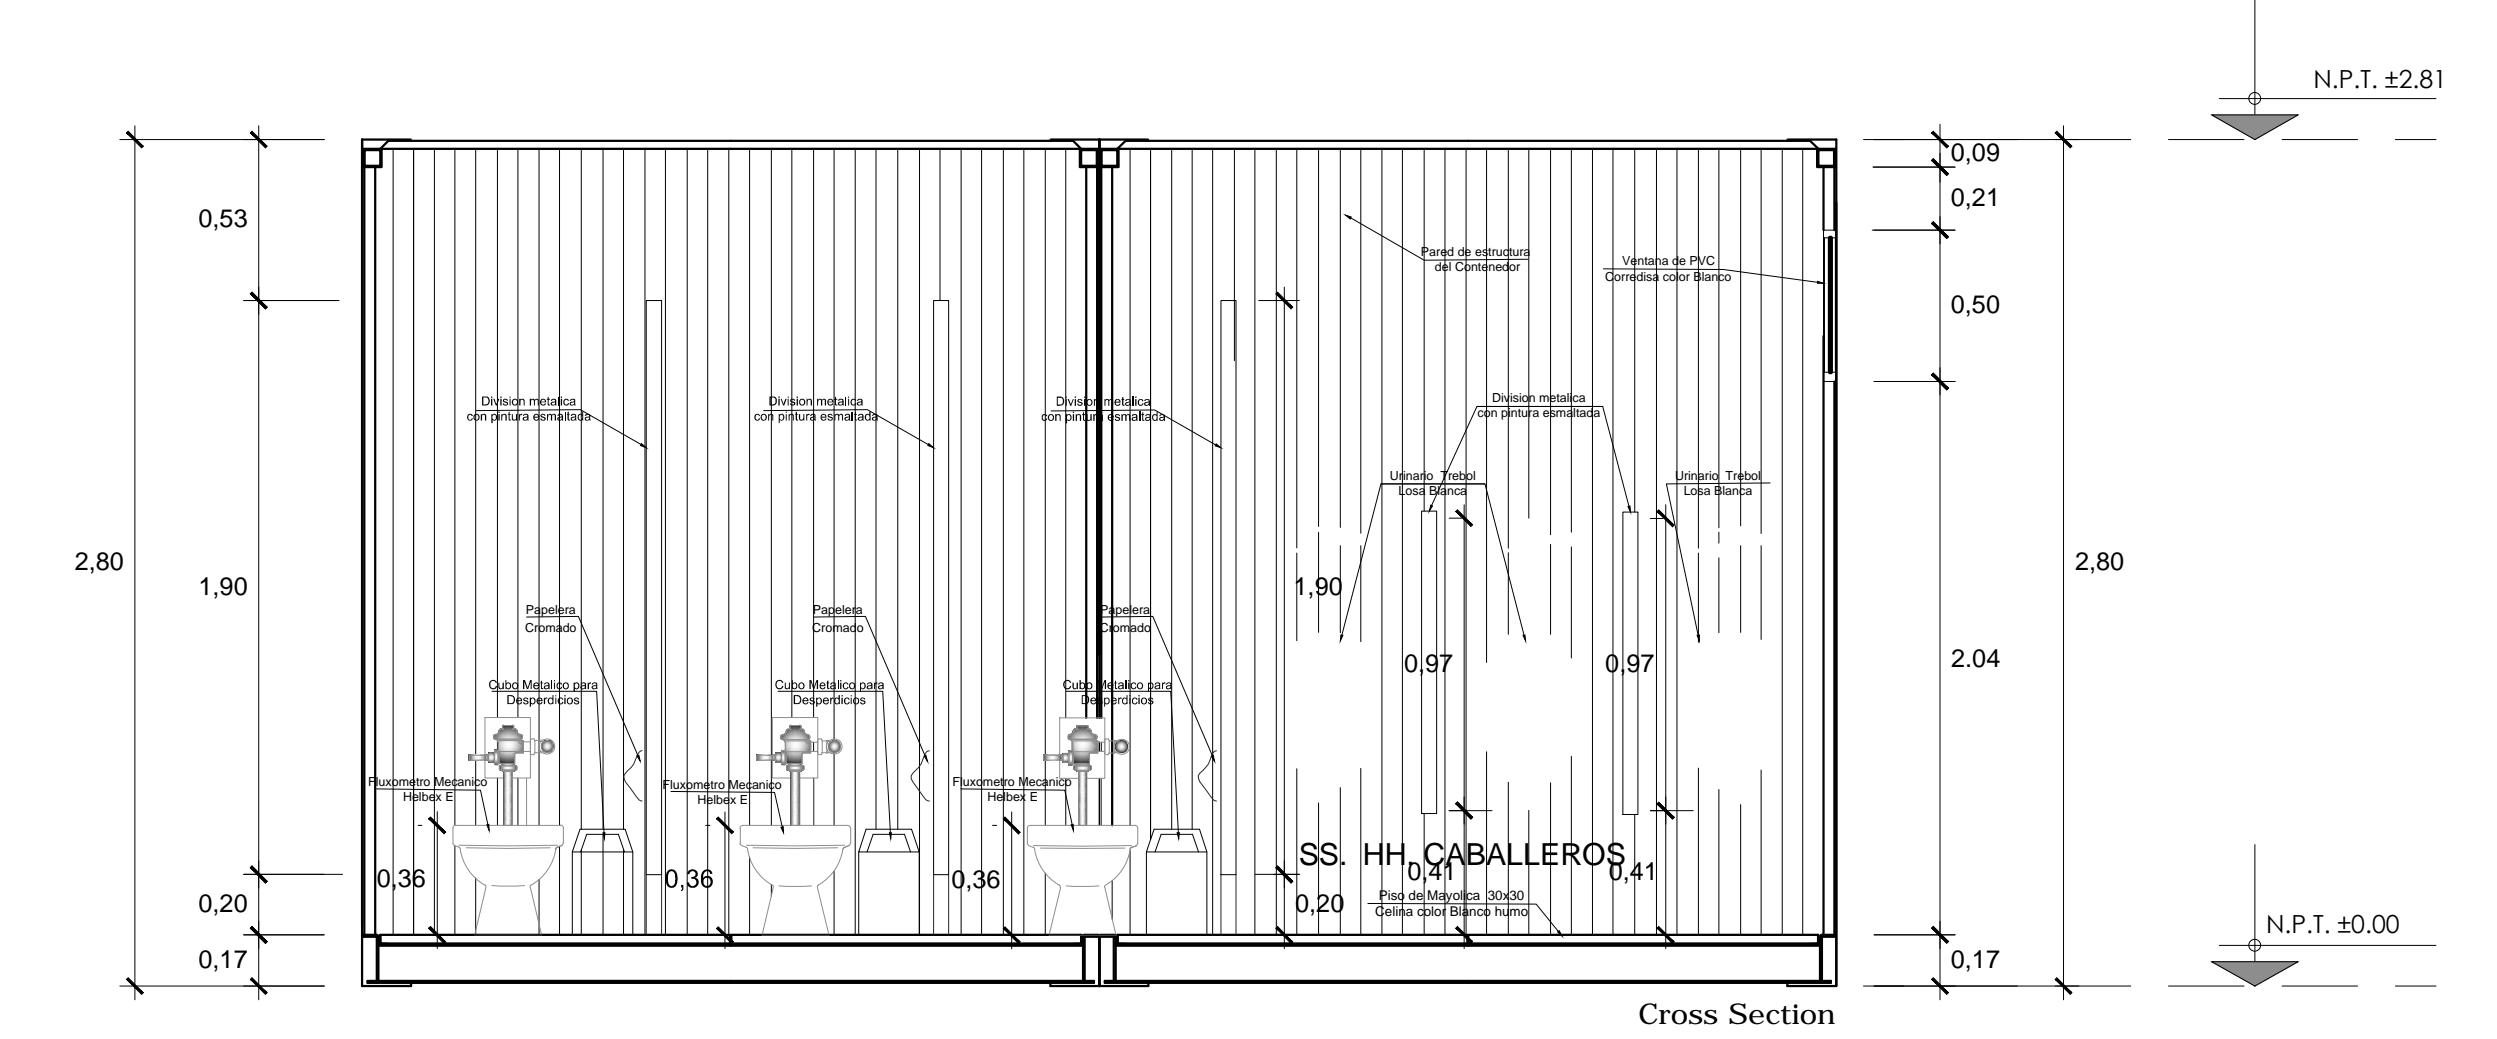 N.P.T. ±2.81
0,09
0,21
0,53
Pared de estructura
del Contenedor
Ventana de PVC
Corredisa color Blanco
0,50
Division metalica
con pintura esmaltada
Division metalica
con pintura esmaltada
Division metalica
con pintura esmaltada
Division metalica
con pintura esmaltada
Urinario Trebol
Losa Blanca
Urinario Trebol
Losa Blanca
2,80
1,90
1,90
2,80
Papelera
Cromado
Papelera
Cromado
Papelera
Cromado
0,97
0,97
2.04
Cubo Metalico para
Desperdicios
Cubo Metalico para
Desperdicios
Cubo Metalico para
Desperdicios
Fluxometro Mecanico
Helbex E
Fluxometro Mecanico
Helbex E
Fluxometro Mecanico
Helbex E
SS. HH. CABALLEROS
0,36
0,36
0,36
0,41
0,41
0,20
0,20
Piso de Mayolica 30x30
Celina color Blanco humo
N.P.T. ±0.00
0,17
0,17
Cross Section